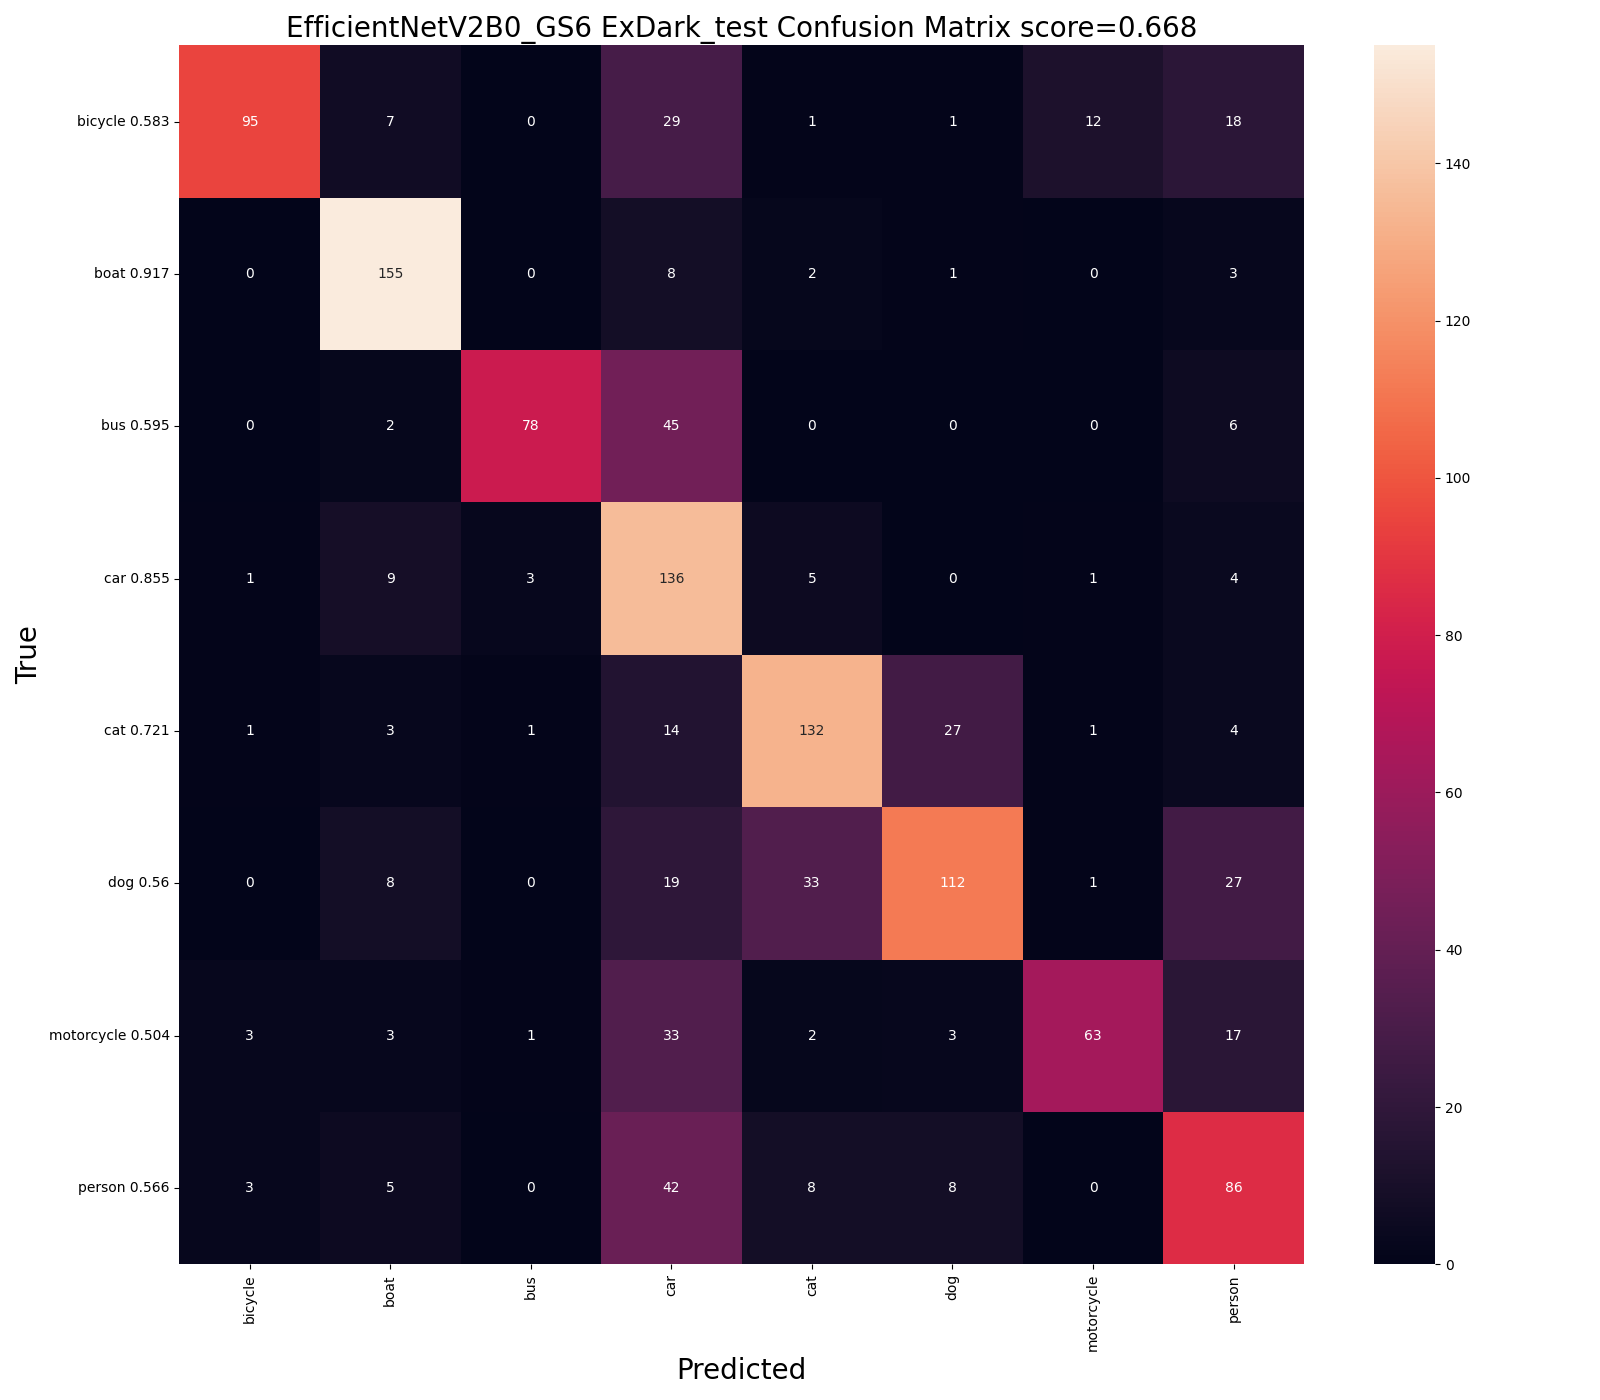 EfficientNetV2B0_GS6 ExDark_test Confusion Matrix score=0.668
bicycle 0.583 95 7 0 29 1 1 12 18
boat 0.917 0 155 0 8 2 1 0 3
bus 0.595 0 2 78 45 0 0 0 6
car 0.855 1 9 3 136 5 0 1 4
cat 0.721 1 3 1 14 132 27 1 4
dog 0.56 0 8 0 19 33 112 1 27
motorcycle 0.504 3 3 1 33 2 3 63 17
person 0.566 3 5 0 42 8 8 0 86
True
bicycle boat bus car cat dog motorcycle person
Predicted
140
120
100
80
60
40
20
0